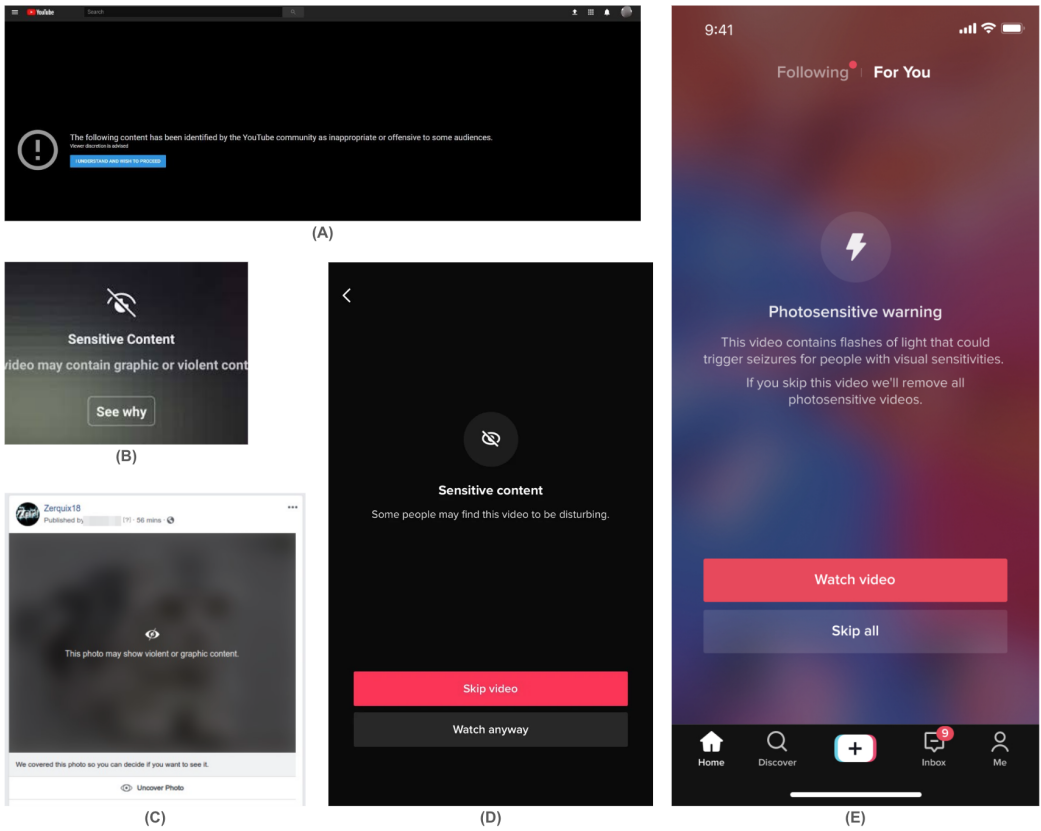 YouTube
Search
The following content has been identified by the YouTube community as inappropriate or offensive to some audiences.
Viewer discretion is advised
I UNDERSTAND AND WISH TO PROCEED
(A)
Sensitive Content
video may contain graphic or violent cont
See why
(B)
Zerquix18
Published by [?] · 56 mins ·
This photo may show violent or graphic content.
We covered this photo so you can decide if you want to see it.
Uncover Photo
(C)
Sensitive content
Some people may find this video to be disturbing.
Skip video
Watch anyway
(D)
9:41
Following For You
Photosensitive warning
This video contains flashes of light that could
trigger seizures for people with visual sensitivities.
If you skip this video we'll remove all
photosensitive videos.
Watch video
Skip all
9
Home Discover Inbox Me
(E)